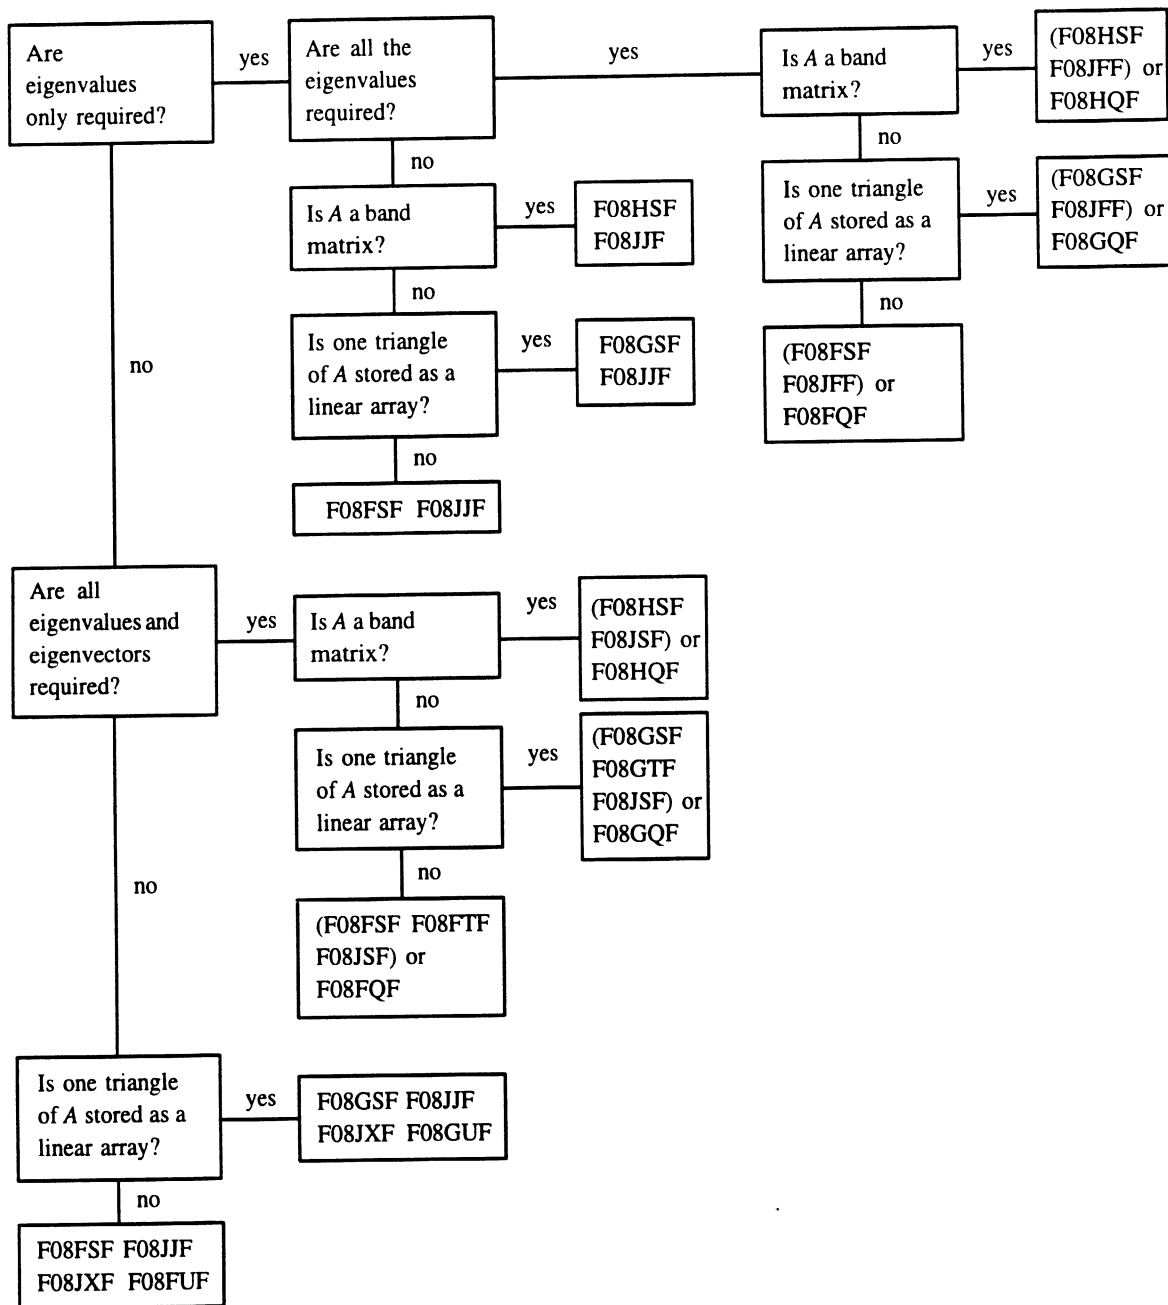 Are
eigenvalues
only required?
yes
Are all the
eigenvalues
required?
yes
Is A a band
matrix?
yes
(F08HSF
F08JFF) or
F08HQF
no
no
Is A a band
matrix?
yes
F08HSF
F08JJF
Is one triangle
of A stored as a
linear array?
yes
(F08GSF
F08JFF) or
F08GQF
no
no
Is one triangle
of A stored as a
linear array?
yes
F08GSF
F08JJF
(F08FSF
F08JFF) or
F08FQF
no
no
F08FSF F08JJF
Are all
eigenvalues and
eigenvectors
required?
yes
Is A a band
matrix?
yes
(F08HSF
F08JSF) or
F08HQF
no
Is one triangle
of A stored as a
linear array?
yes
(F08GSF
F08GTF
F08JSF) or
F08GQF
no
no
(F08FSF F08FTF
F08JSF) or
F08FQF
Is one triangle
of A stored as a
linear array?
yes
F08GSF F08JJF
F08JXF F08GUF
no
F08FSF F08JJF
F08JXF F08FUF